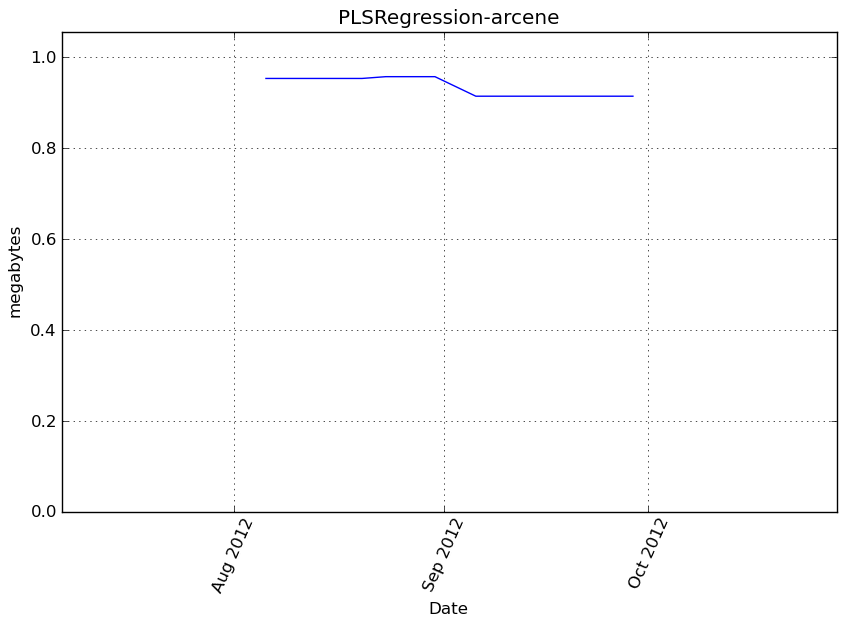 PLSRegression-arcene
1.0
0.8
0.6
0.4
0.2
0.0
megabytes
Aug 2012
Sep 2012
Oct 2012
Date